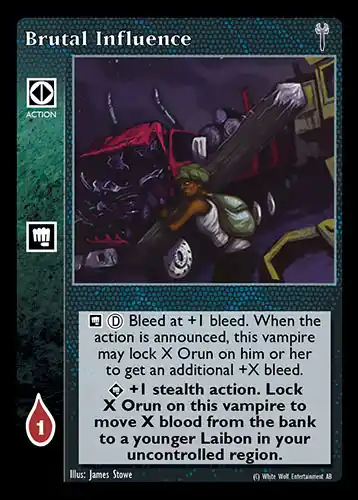 Brutal Influence
ACTION
Ⓓ Bleed at +1 bleed. When the
action is announced, this vampire
may lock X Orun on him or her
to get an additional +X bleed.
+1 stealth action. Lock
X Orun on this vampire to
move X blood from the bank
to a younger Laibon in your
uncontrolled region.
1
Illus: James Stowe
(C) White Wolf Entertainment AB